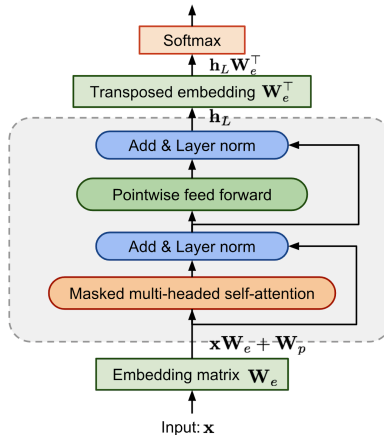 Softmax
h_L W_e^⊤
Transposed embedding W_e^⊤
h_L
Add & Layer norm
Pointwise feed forward
Add & Layer norm
Masked multi-headed self-attention
xW_e + W_p
Embedding matrix W_e
Input: x